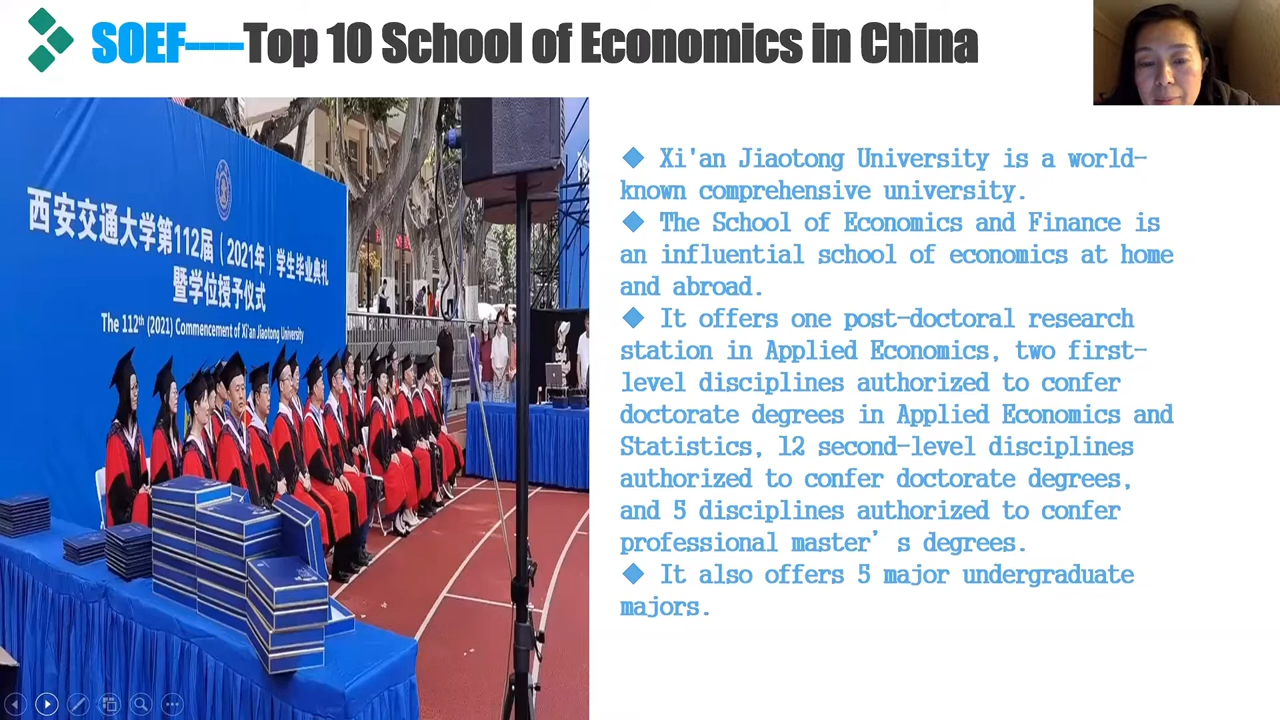 SOEF----Top 10 School of Economics in China
西安交通大学第112届（2021年）学生毕业典礼
暨学位授予仪式
The 112th (2021) Commencement of Xi'an Jiaotong University
◆ Xi'an Jiaotong University is a world-
known comprehensive university.
◆ The School of Economics and Finance is
an influential school of economics at home
and abroad.
◆ It offers one post-doctoral research
station in Applied Economics, two first-
level disciplines authorized to confer
doctorate degrees in Applied Economics and
Statistics, 12 second-level disciplines
authorized to confer doctorate degrees,
and 5 disciplines authorized to confer
professional master’s degrees.
◆ It also offers 5 major undergraduate
majors.